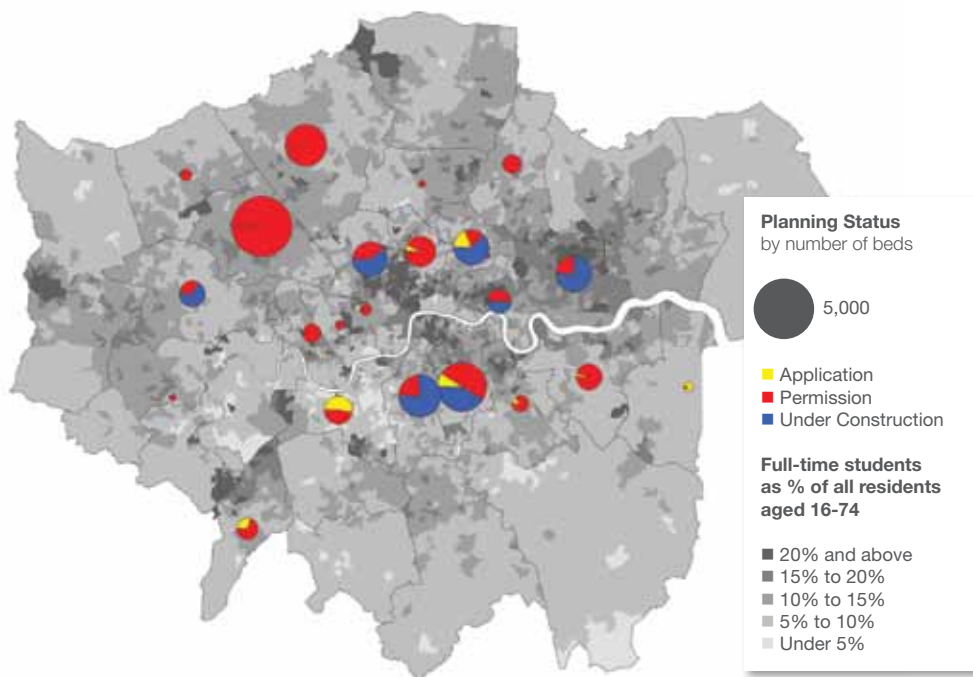 Planning Status
by number of beds
5,000
Application
Permission
Under Construction
Full-time students
as % of all residents
aged 16-74
20% and above
15% to 20%
10% to 15%
5% to 10%
Under 5%